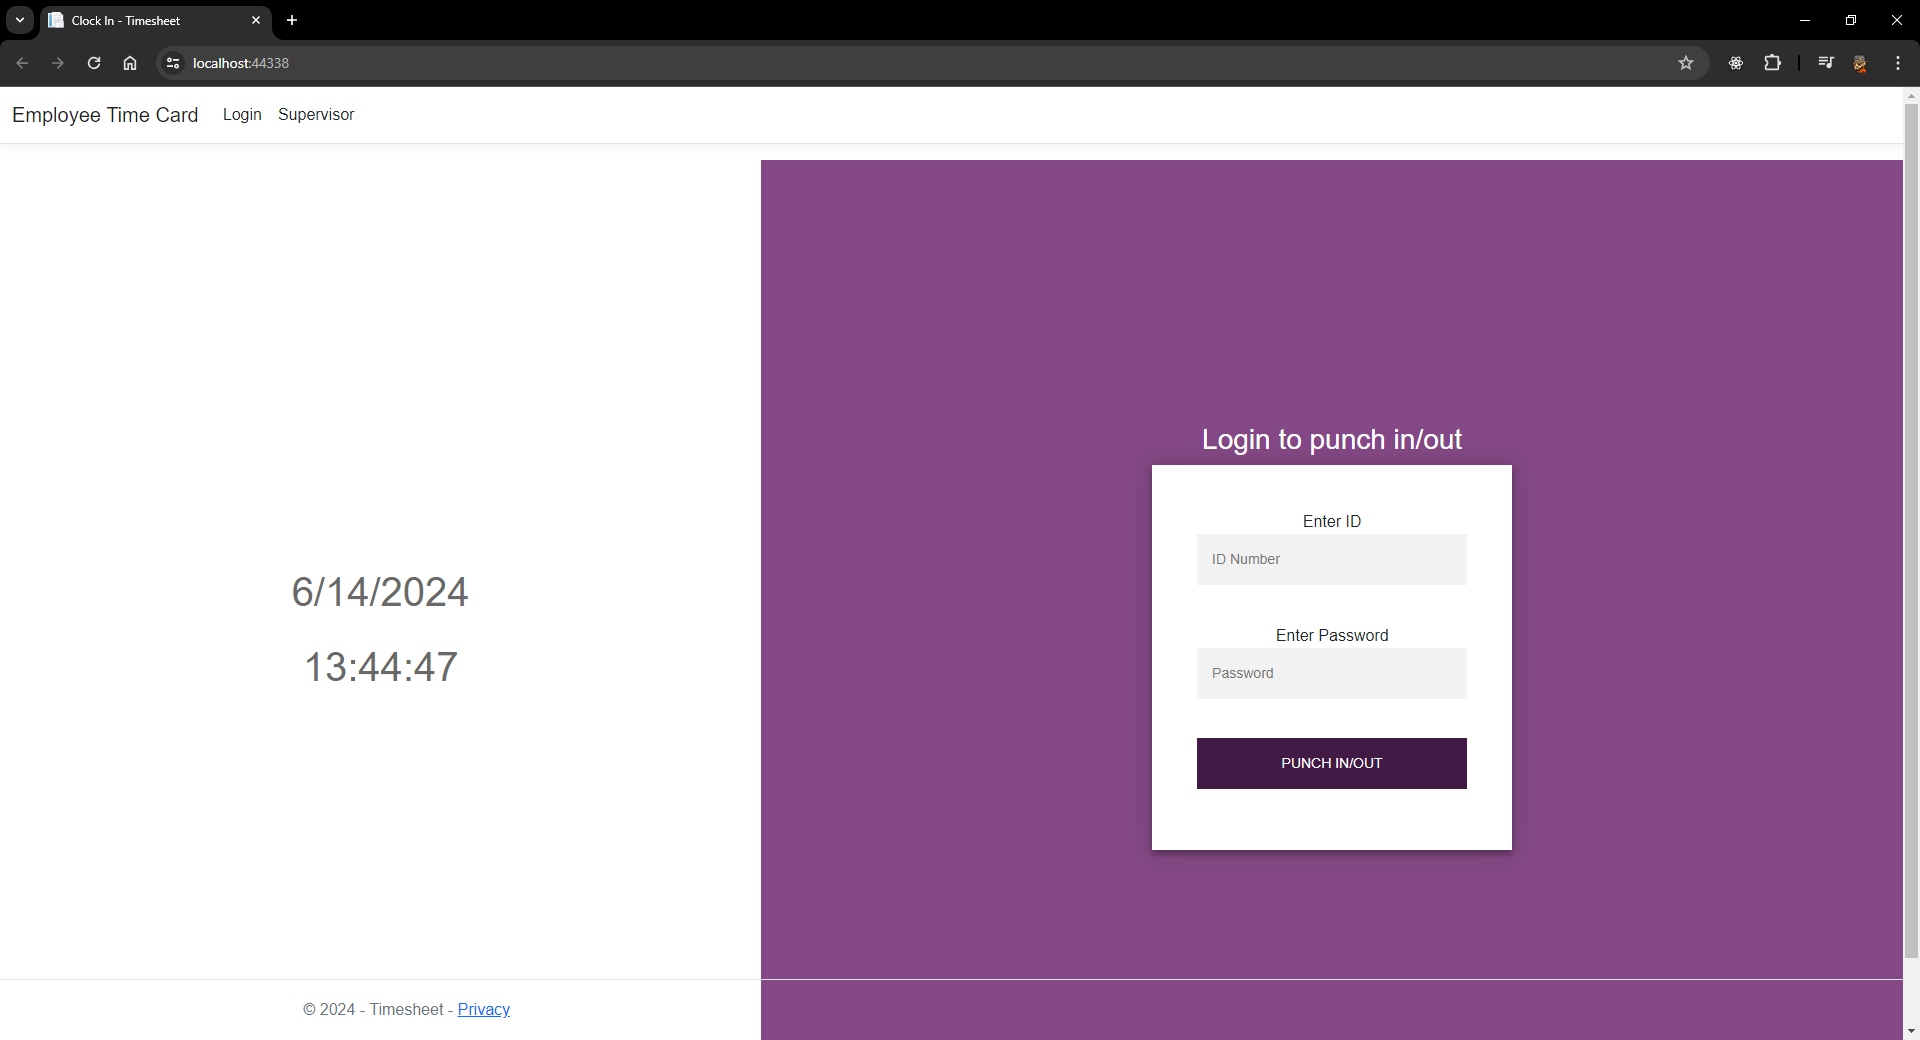 Clock In - Timesheet
localhost:44338
Employee Time Card Login Supervisor
Login to punch in/out
Enter ID
ID Number
6/14/2024
Enter Password
13:44:47
Password
PUNCH IN/OUT
© 2024 - Timesheet - Privacy